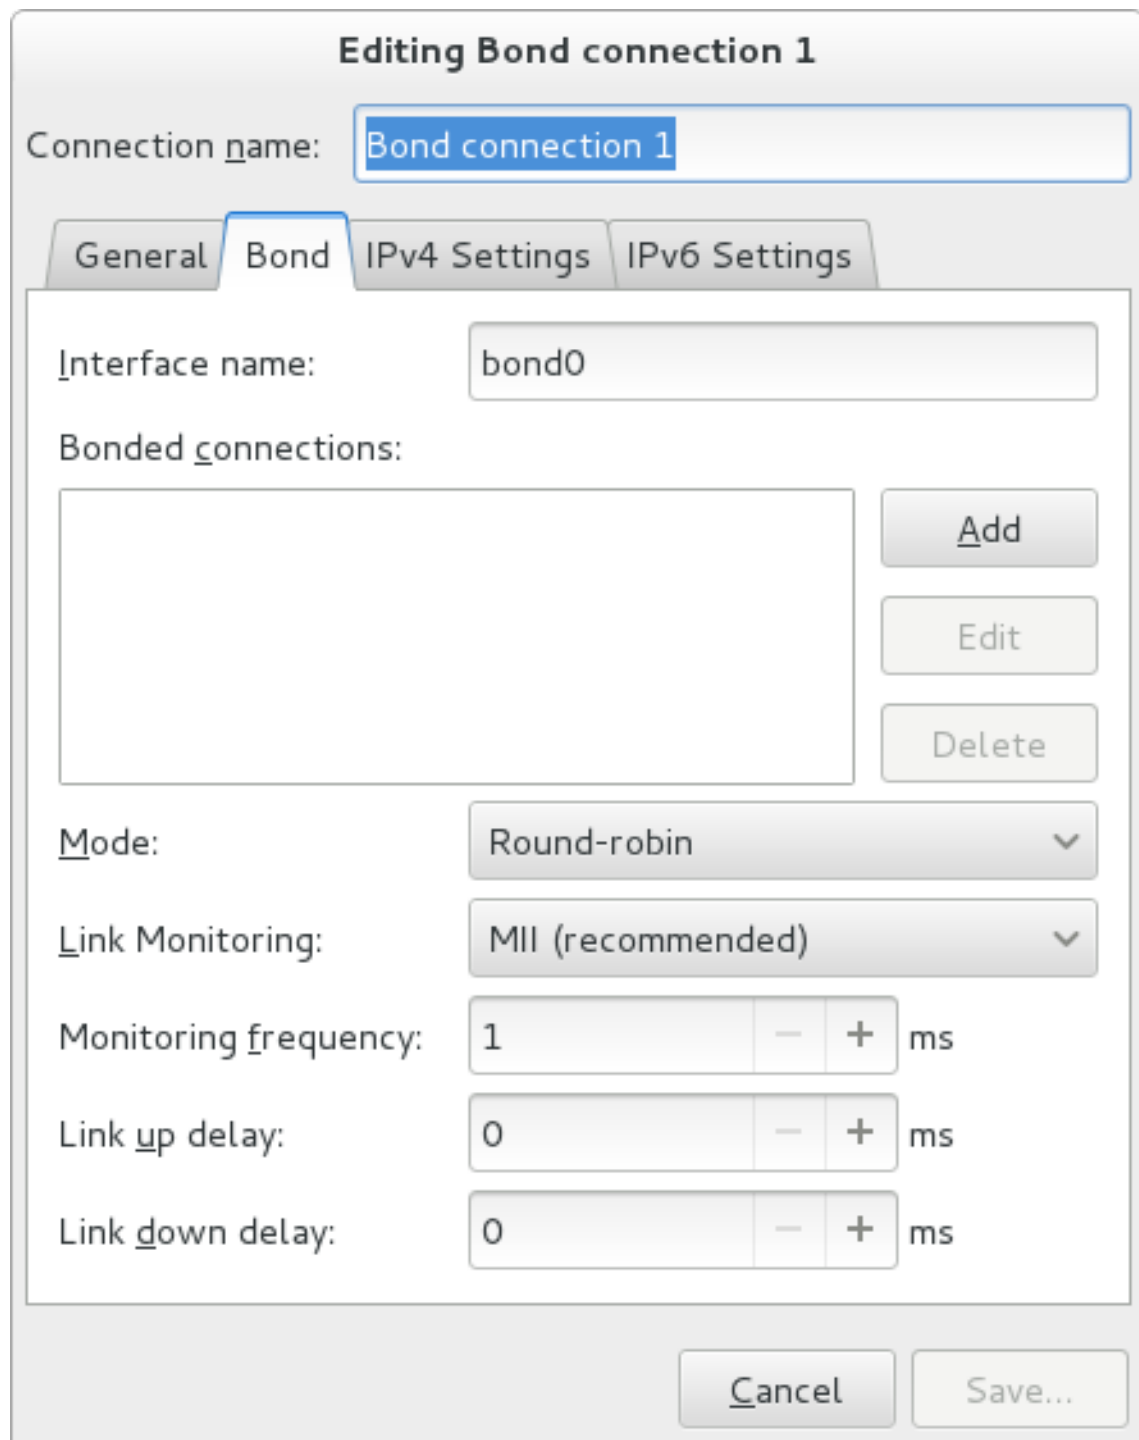 Editing Bond connection 1
Connection name: Bond connection 1
General Bond IPv4 Settings IPv6 Settings
Interface name: bond0
Bonded connections:
Add
Edit
Delete
Mode: Round-robin
Link Monitoring: MII (recommended)
Monitoring frequency: 1 − + ms
Link up delay: 0 − + ms
Link down delay: 0 − + ms
Cancel Save...